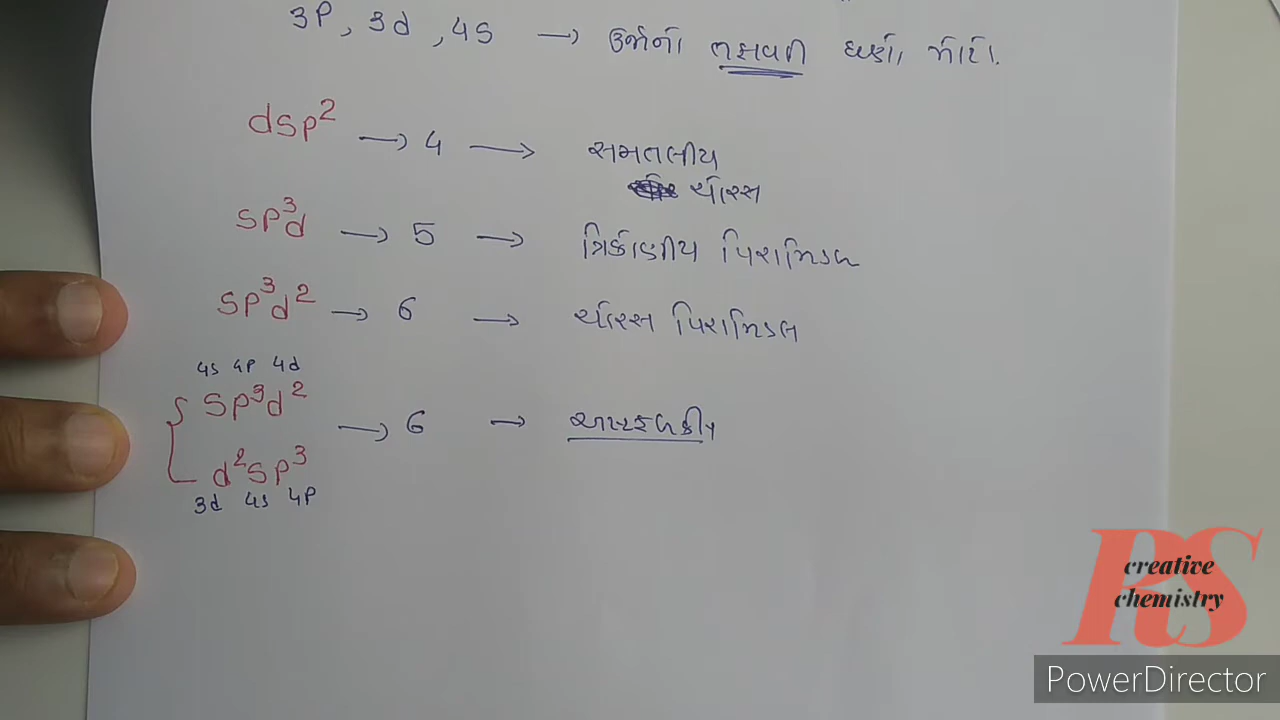 3p, 3d, 4s → ઉર્જાનો તફાવત ઘણો મોટો.
dsp² → 4 → સમતલીય
ચોરસ
sp³d → 5 → ત્રિકોણીય પિરામિડલ
sp³d² → 6 → ચોરસ પિરામિડલ
4s 4p 4d
sp³d²
→ 6 → અષ્ટફલકીય
d²sp³
3d 4s 4p
RS
creative
chemistry
PowerDirector